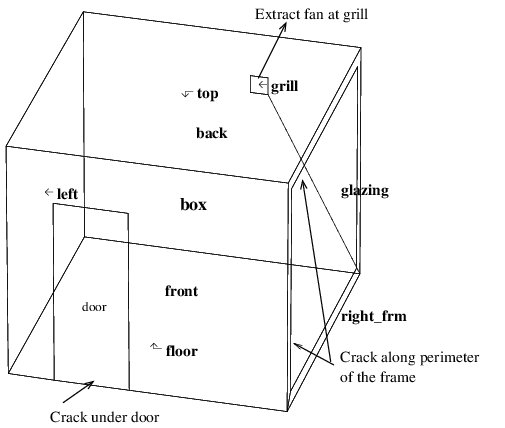 Extract fan at grill
grill
top
back
glazing
left
box
front
door
right_frm
floor
Crack along perimeter
of the frame
Crack under door